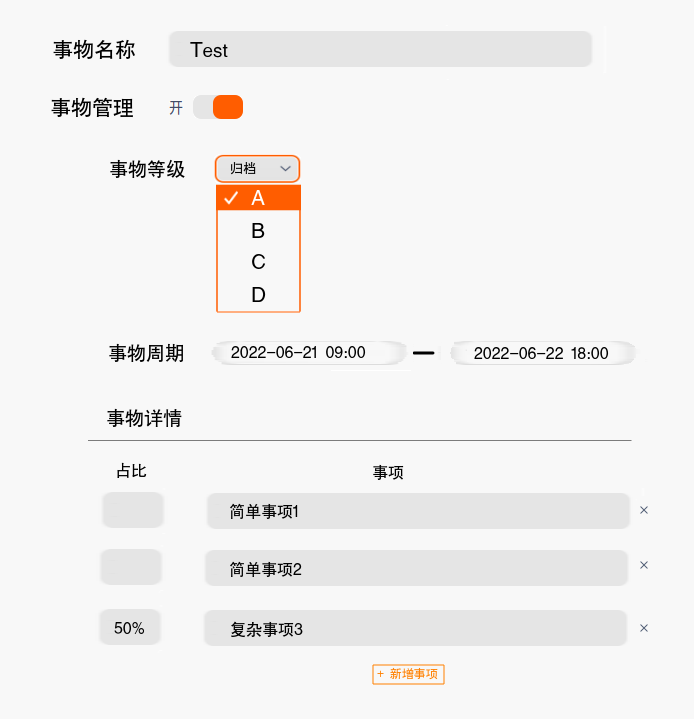 事物名称 Test
事物管理 开
事物等级 归档
A
B
C
D
事物周期 2022-06-21 09:00 — 2022-06-22 18:00
事物详情
占比 事项
简单事项1 ×
简单事项2 ×
50% 复杂事项3 ×
+ 新增事项